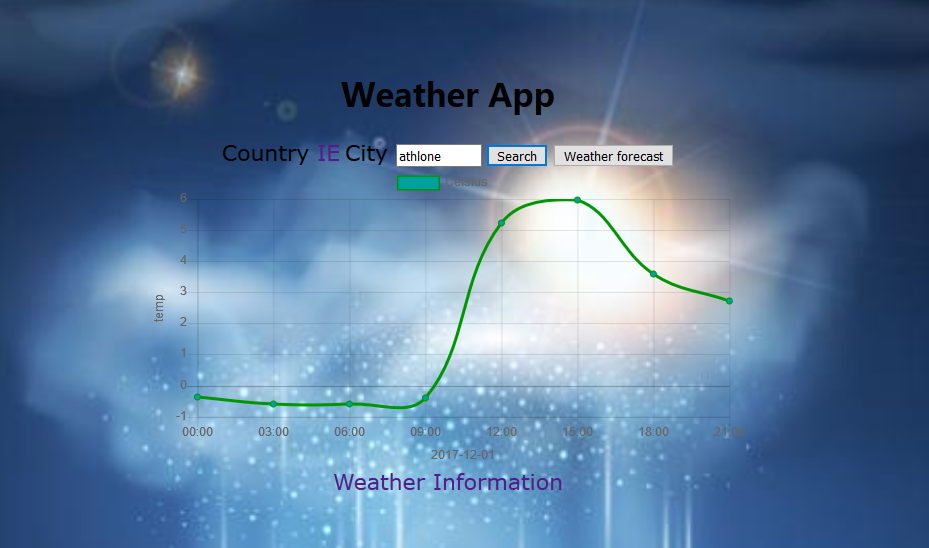 Weather App
Country IE City athlone Search Weather forecast
Celsius
6
5
4
3
2
1
0
-1
temp
00:00 03:00 06:00 09:00 12:00 15:00 18:00 21:00
2017-12-01
Weather Information